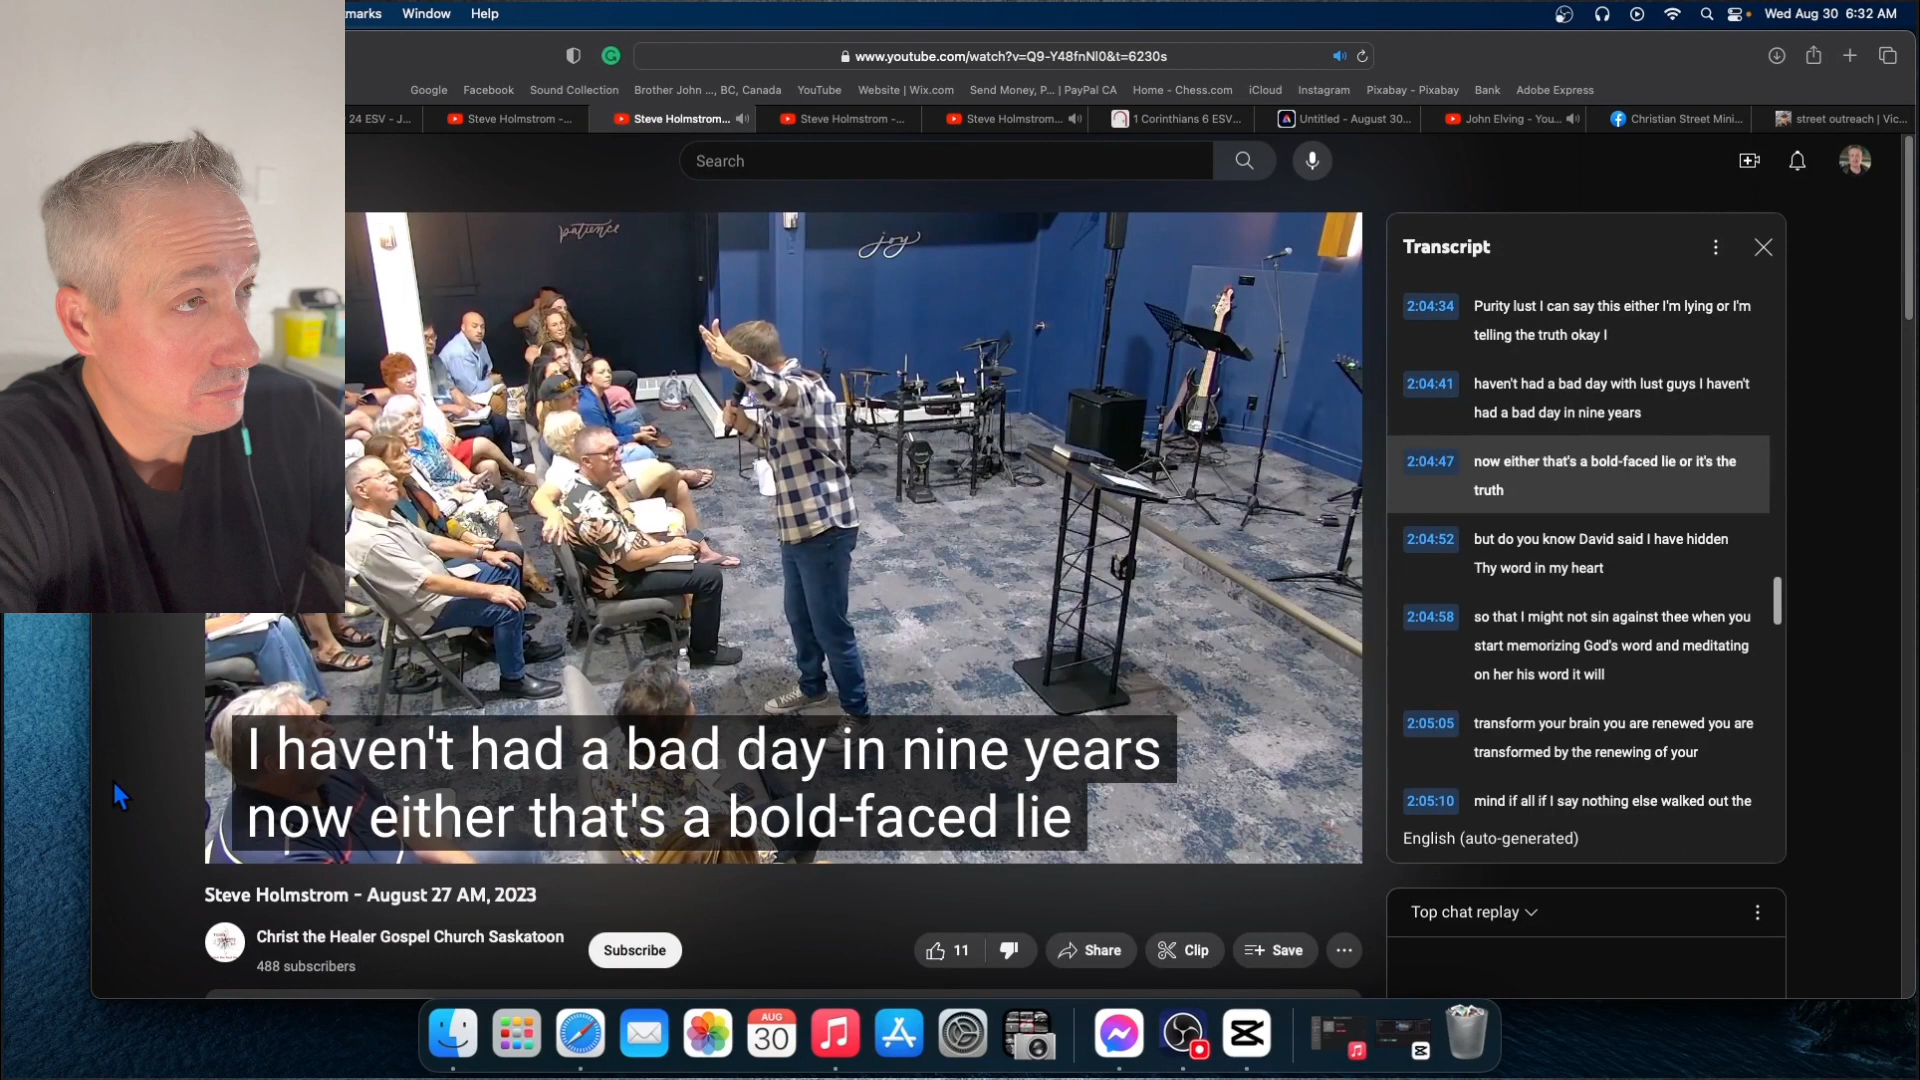 marks Window Help
Wed Aug 30 6:32 AM
www.youtube.com/watch?v=Q9-Y48fnNl0&t=6230s
Google Facebook Sound Collection Brother John ..., BC, Canada YouTube Website | Wix.com Send Money, P... | PayPal CA Home - Chess.com iCloud Instagram Pixabay - Pixabay Bank Adobe Express
24 ESV - J... Steve Holmstrom -... Steve Holmstrom... Steve Holmstrom -... Steve Holmstrom... 1 Corinthians 6 ESV... Untitled - August 30... John Elving - You... Christian Street Mini... street outreach | Vic...
Search
patience
joy
Transcript
2:04:34 Purity lust I can say this either I'm lying or I'm
telling the truth okay I
2:04:41 haven't had a bad day with lust guys I haven't
had a bad day in nine years
2:04:47 now either that's a bold-faced lie or it's the
truth
2:04:52 but do you know David said I have hidden
Thy word in my heart
2:04:58 so that I might not sin against thee when you
start memorizing God's word and meditating
on her his word it will
2:05:05 transform your brain you are renewed you are
transformed by the renewing of your
2:05:10 mind if all if I say nothing else walked out the
English (auto-generated)
I haven't had a bad day in nine years
now either that's a bold-faced lie
Steve Holmstrom - August 27 AM, 2023
Christ the Healer Gospel Church Saskatoon
488 subscribers
Subscribe
11
Share
Clip
Save
Top chat replay
AUG
30